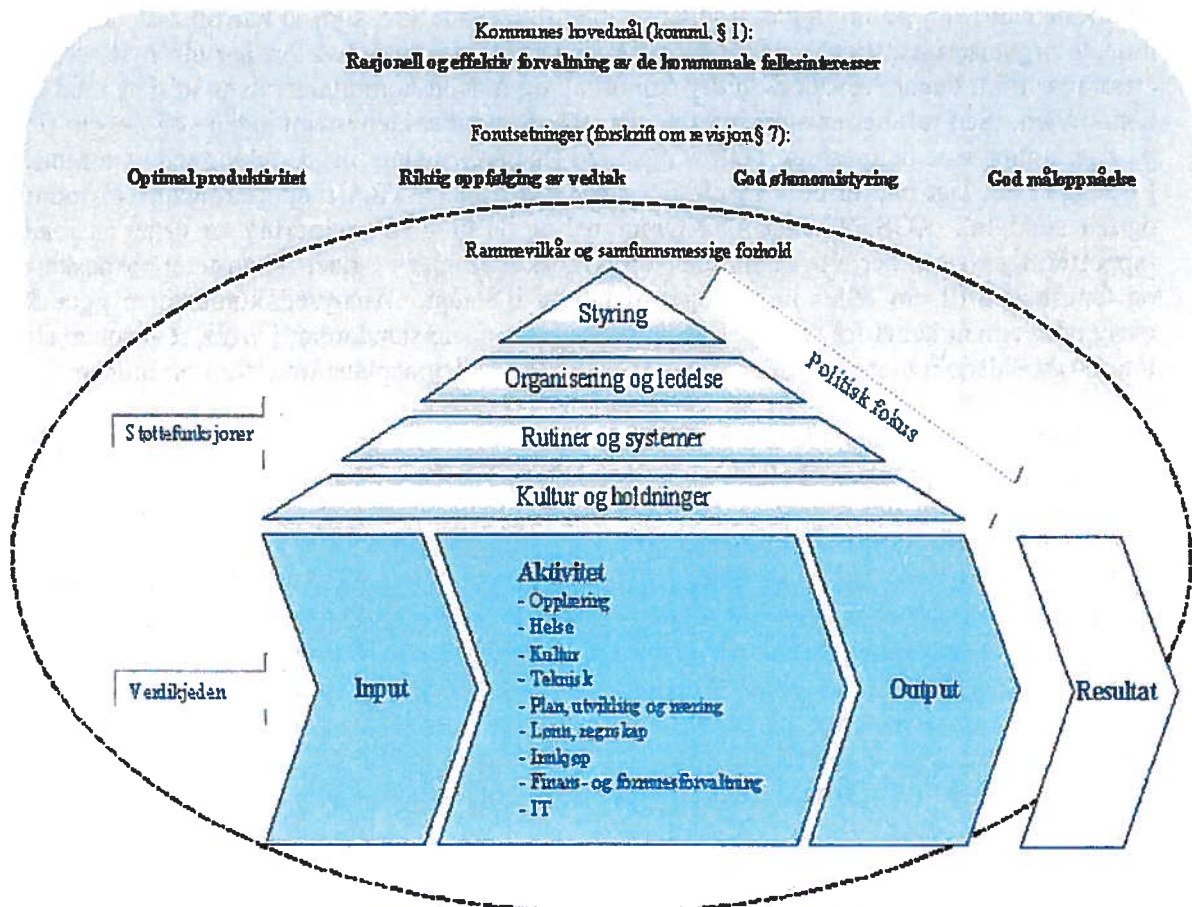 Kommunes hovedmål (komml. § 1):
Rasjonell og effektiv forvaltning av de kommunale fellesinteresser
Forutsetninger (forskrift om revisjon § 7):
Optimal produktivitet Riktig oppfølging av vedtak God økonomistyring God måloppnåelse
Rammevilkår og samfunnsmessige forhold
Styring
Organisering og ledelse
Politisk fokus
Støttefunksjoner
Rutiner og systemer
Kultur og holdninger
Aktivitet
- Opplæring
- Helse
- Kultur
- Teknisk
- Plan, utvikling og næring
- Lønn, regnskap
- Innkjøp
- Finans- og formuesforvaltning
- IT
Verdikjeden
Input
Output
Resultat